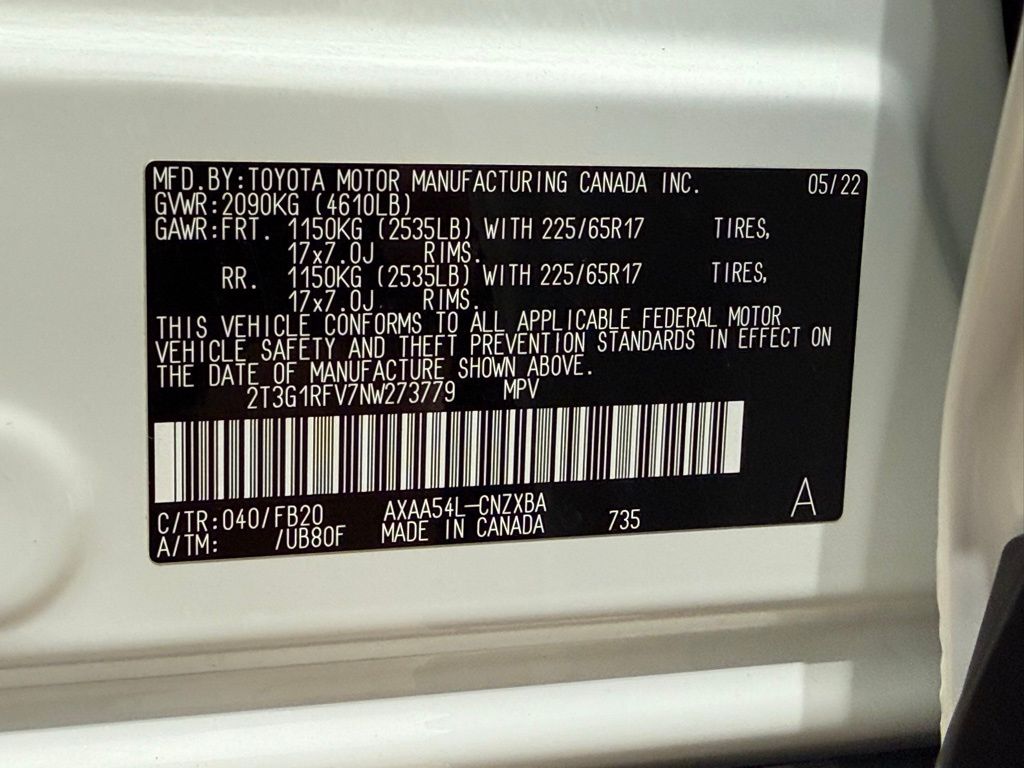 MFD.BY:TOYOTA MOTOR MANUFACTURING CANADA INC. 05/22
GVWR:2090KG (4610LB)
GAWR:FRT. 1150KG (2535LB) WITH 225/65R17 TIRES,
17x7.0J RIMS.
RR. 1150KG (2535LB) WITH 225/65R17 TIRES,
17x7.0J RIMS.
THIS VEHICLE CONFORMS TO ALL APPLICABLE FEDERAL MOTOR
VEHICLE SAFETY AND THEFT PREVENTION STANDARDS IN EFFECT ON
THE DATE OF MANUFACTURE SHOWN ABOVE.
2T3G1RFV7NW273779 MPV
C/TR:040/FB20 AXAA54L-CNZXBA A
A/TM: /UB80F MADE IN CANADA 735